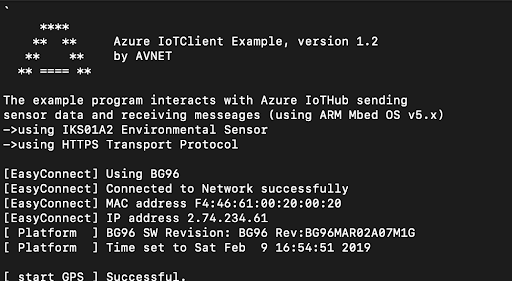 `
****
** **     Azure IoTClient Example, version 1.2
**    **    by AVNET
** ==== **
The example program interacts with Azure IoTHub sending
sensor data and receiving messeages (using ARM Mbed OS v5.x)
->using IKS01A2 Environmental Sensor
->using HTTPS Transport Protocol
[EasyConnect] Using BG96
[EasyConnect] Connected to Network successfully
[EasyConnect] MAC address F4:46:61:00:20:00:20
[EasyConnect] IP address 2.74.234.61
[ Platform  ] BG96 SW Revision: BG96 Rev:BG96MAR02A07M1G
[ Platform  ] Time set to Sat Feb  9 16:54:51 2019
[ start GPS ] Successful.